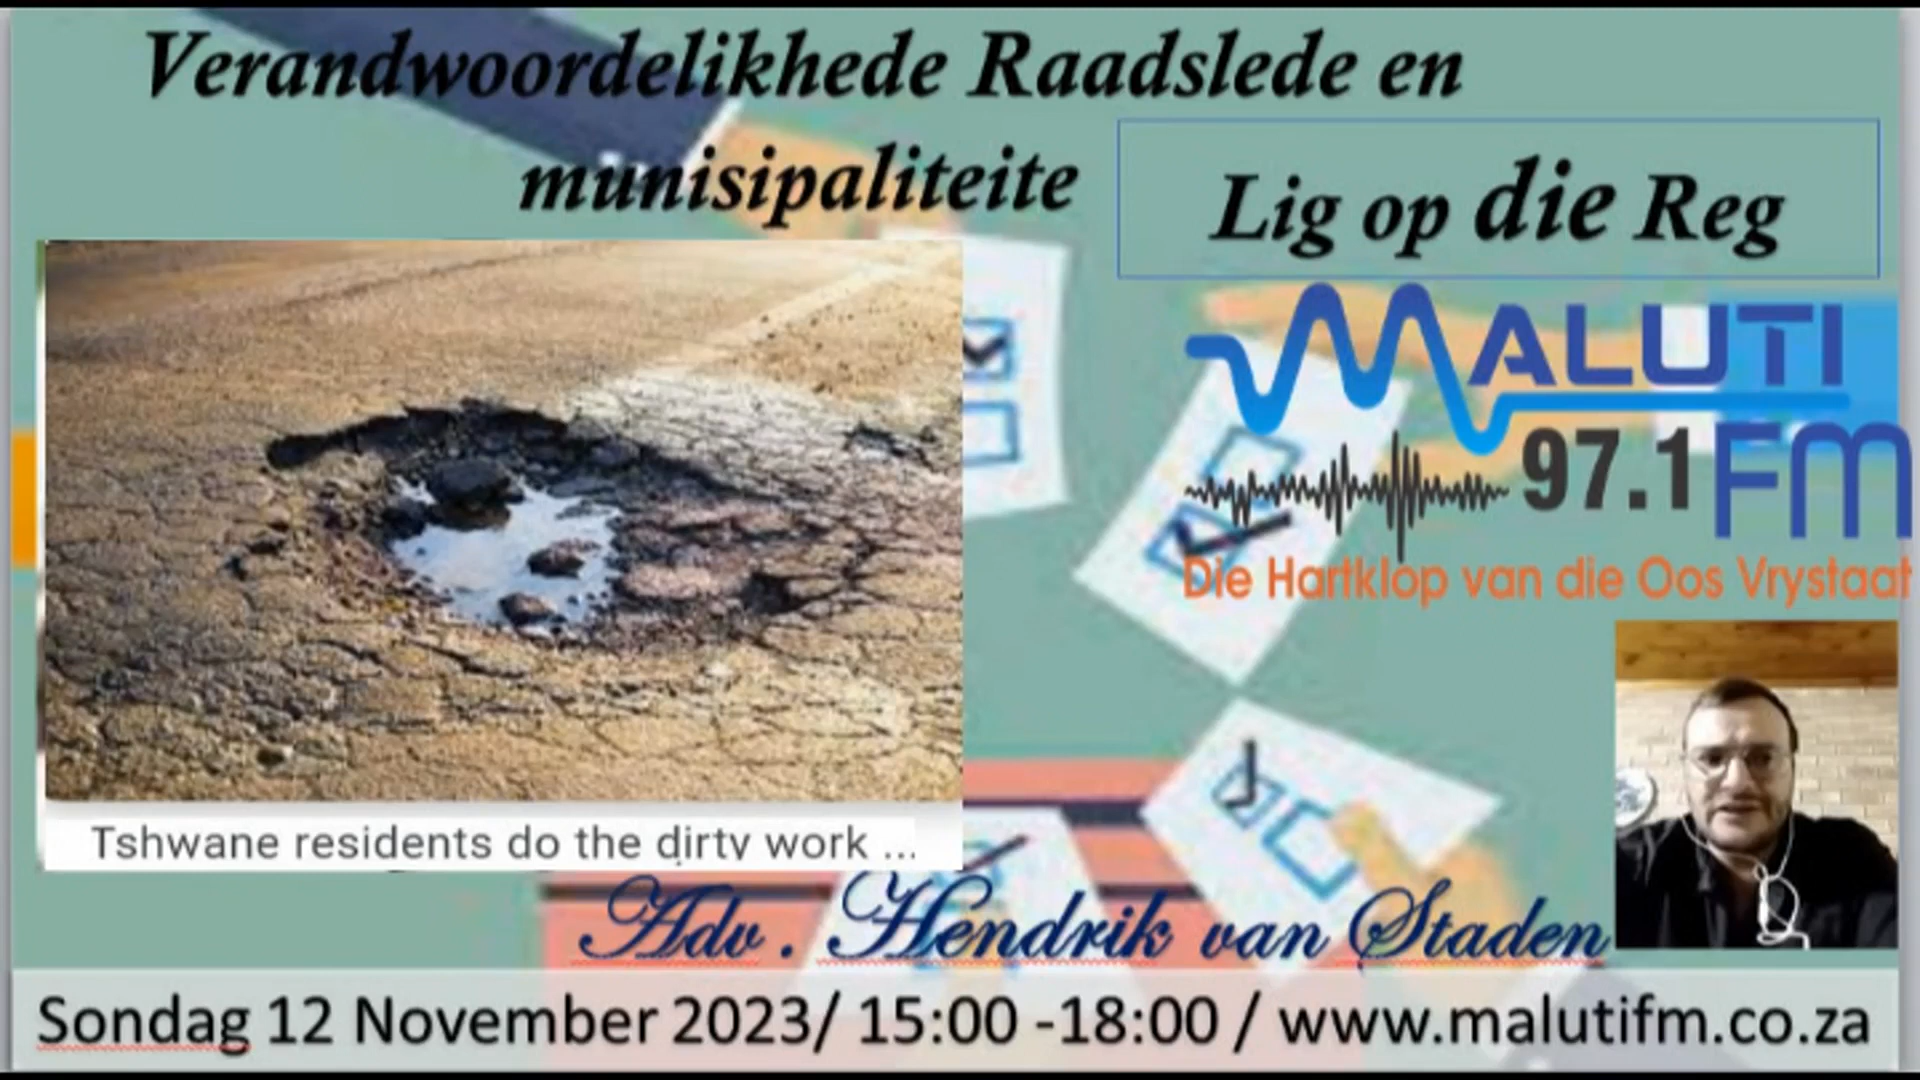 Verandwoordelikhede Raadslede en
munisipaliteite
Lig op die Reg
MALUTI
97.1 FM
Die Hartklop van die Oos Vrystaat
Tshwane residents do the dirty work ...
Adv . Hendrik van Staden
Sondag 12 November 2023/ 15:00 -18:00 / www.malutifm.co.za